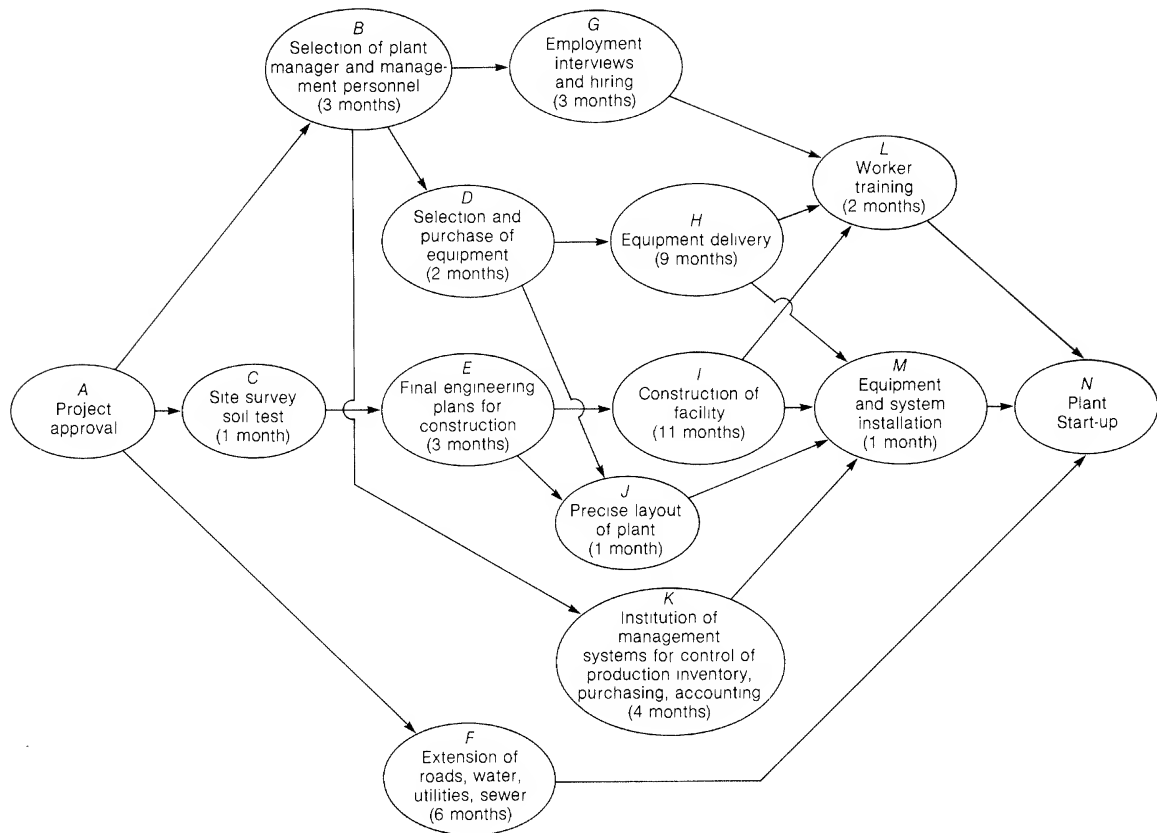 B
Selection of plant
manager and manage-
ment personnel
(3 months)
G
Employment
interviews
and hiring
(3 months)
L
Worker
training
(2 months)
D
Selection and
purchase of
equipment
(2 months)
H
Equipment delivery
(9 months)
A
Project
approval
C
Site survey
soil test
(1 month)
E
Final engineering
plans for
construction
(3 months)
I
Construction of
facility
(11 months)
M
Equipment
and system
installation
(1 month)
N
Plant
Start-up
J
Precise layout
of plant
(1 month)
K
Institution of
management
systems for control of
production inventory,
purchasing, accounting
(4 months)
F
Extension of
roads, water,
utilities, sewer
(6 months)